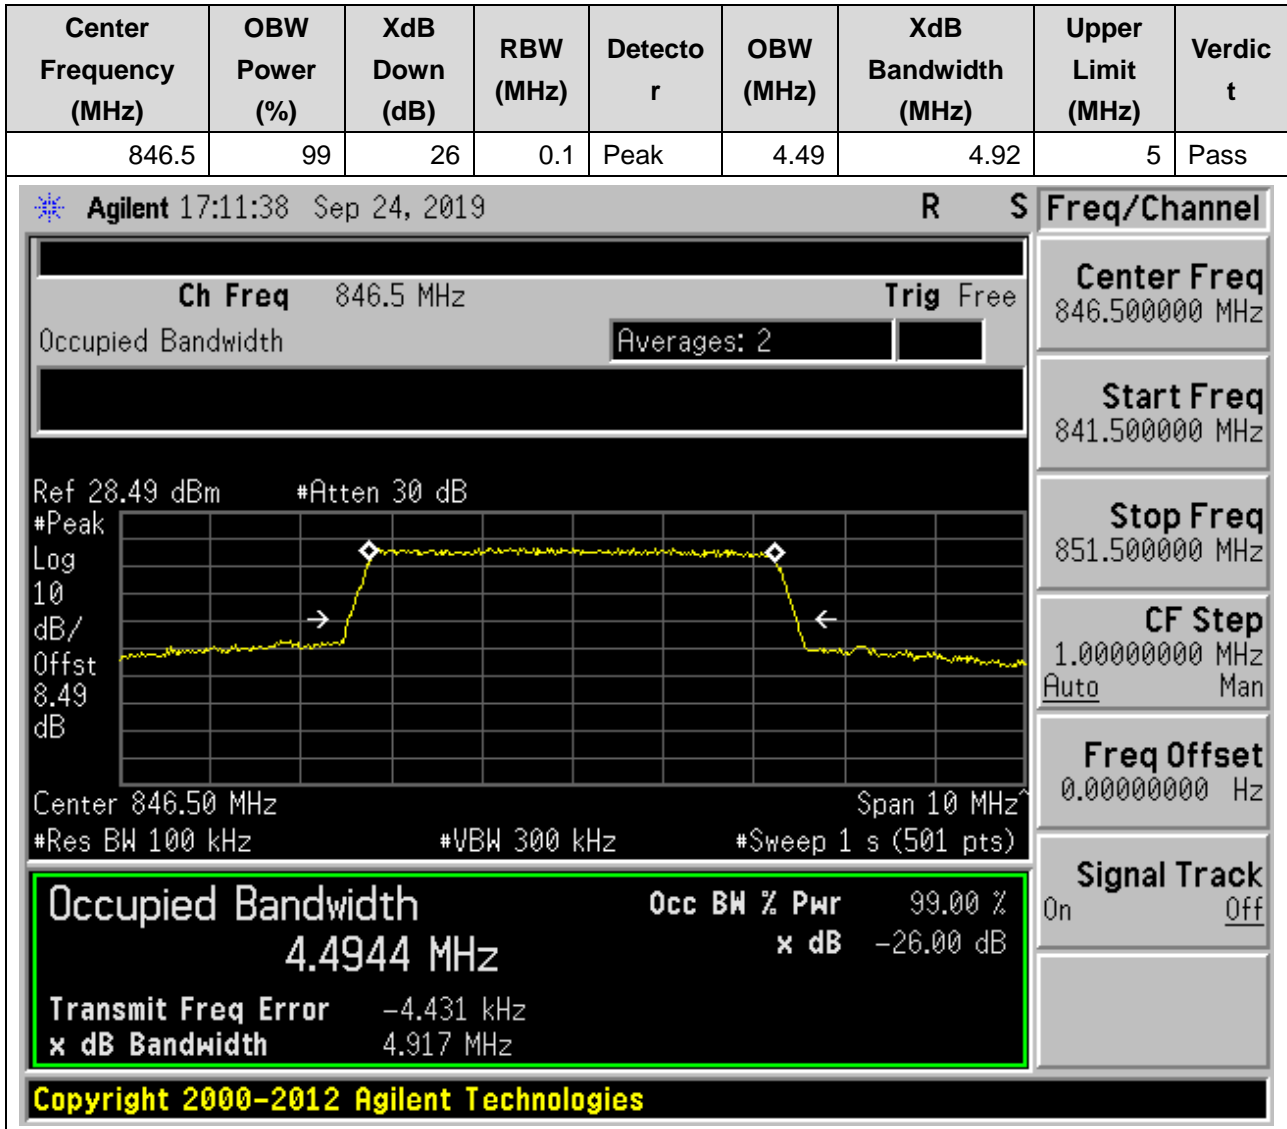 Center Frequency (MHz) OBW Power (%) XdB Down (dB) RBW (MHz) Detecto r OBW (MHz) XdB Bandwidth (MHz) Upper Limit (MHz) Verdic t
846.5 99 26 0.1 Peak 4.49 4.92 5 Pass
Agilent 17:11:38 Sep 24, 2019 R S
Freq/Channel
Ch Freq 846.5 MHz Trig Free
Occupied Bandwidth Averages: 2
Center Freq
846.500000 MHz
Start Freq
841.500000 MHz
Stop Freq
851.500000 MHz
CF Step
1.00000000 MHz
Auto Man
Freq Offset
0.00000000 Hz
Signal Track
On Off
Ref 28.49 dBm #Atten 30 dB
#Peak
Log
10
dB/
Offst
8.49
dB
Center 846.50 MHz Span 10 MHz^
#Res BW 100 kHz #VBW 300 kHz #Sweep 1 s (501 pts)
Occupied Bandwidth Occ BW % Pwr 99.00 %
4.4944 MHz x dB -26.00 dB
Transmit Freq Error -4.431 kHz
x dB Bandwidth 4.917 MHz
Copyright 2000-2012 Agilent Technologies